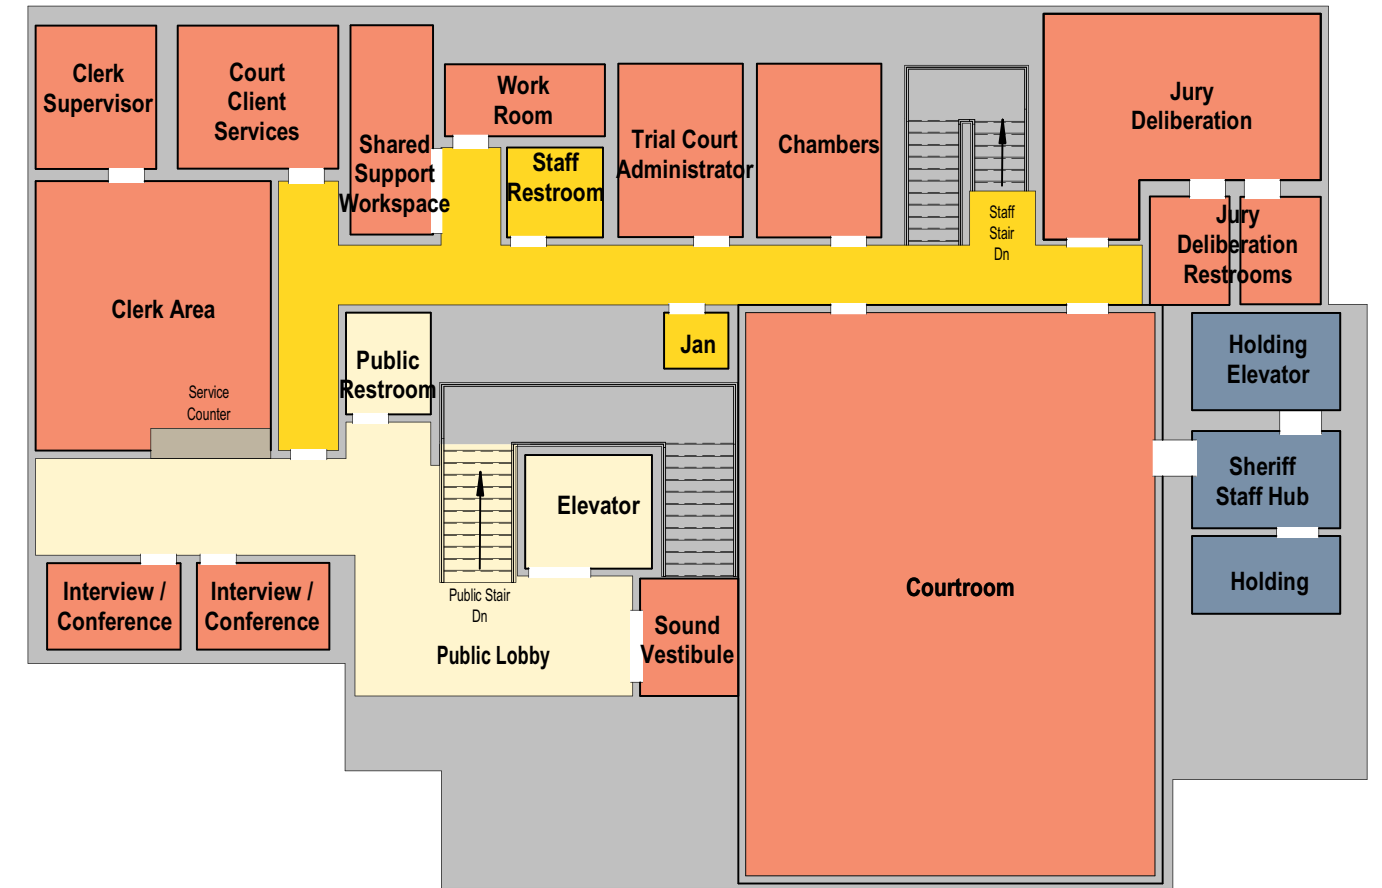 Clerk
Supervisor
Court
Client
Services
Shared
Support
Workspace
Work
Room
Staff
Restroom
Trial Court
Administrator
Chambers
Staff
Stair
Dn
Jury
Deliberation
Jury
Deliberation
Restrooms
Clerk Area
Service
Counter
Public
Restroom
Jan
Holding
Elevator
Sheriff
Staff Hub
Holding
Elevator
Courtroom
Interview /
Conference
Interview /
Conference
Public Stair
Dn
Public Lobby
Sound
Vestibule